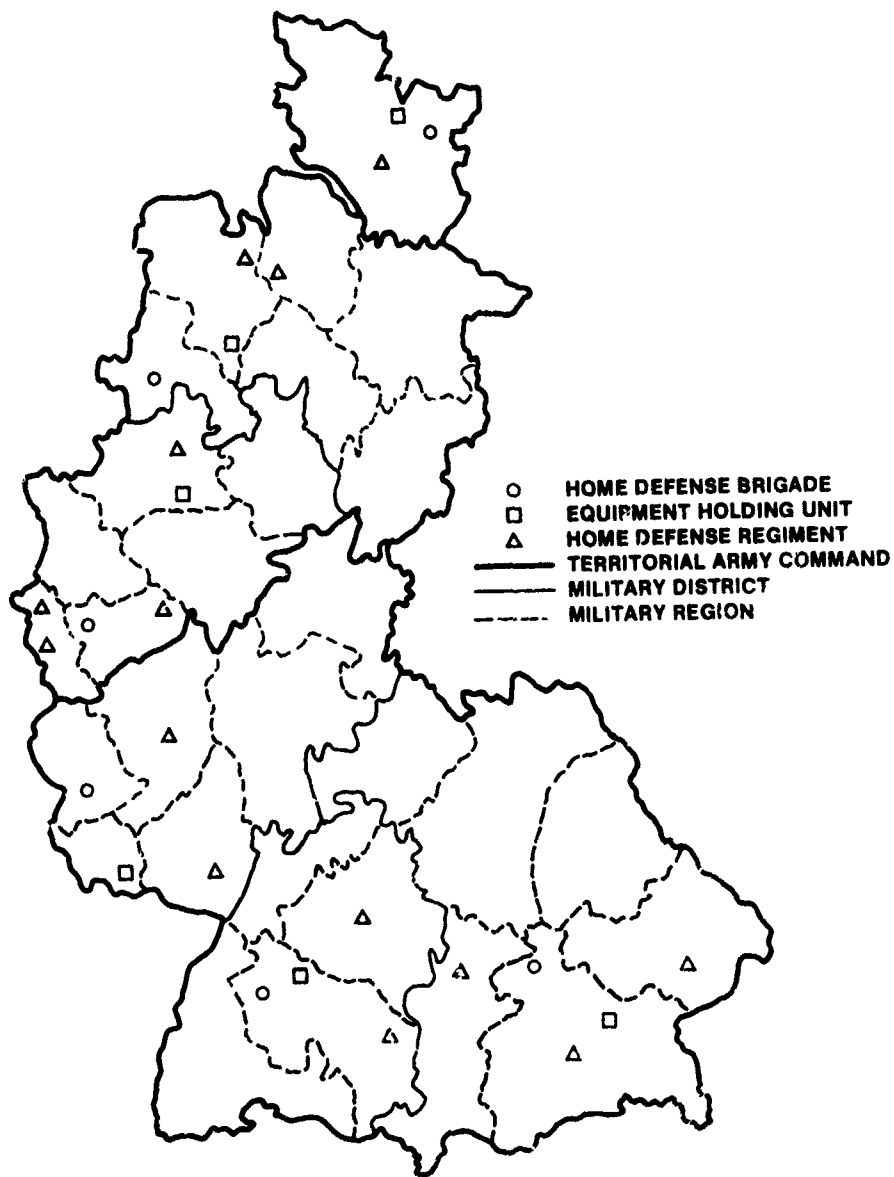 HOME DEFENSE BRIGADE
EQUIPMENT HOLDING UNIT
HOME DEFENSE REGIMENT
TERRITORIAL ARMY COMMAND
MILITARY DISTRICT
MILITARY REGION